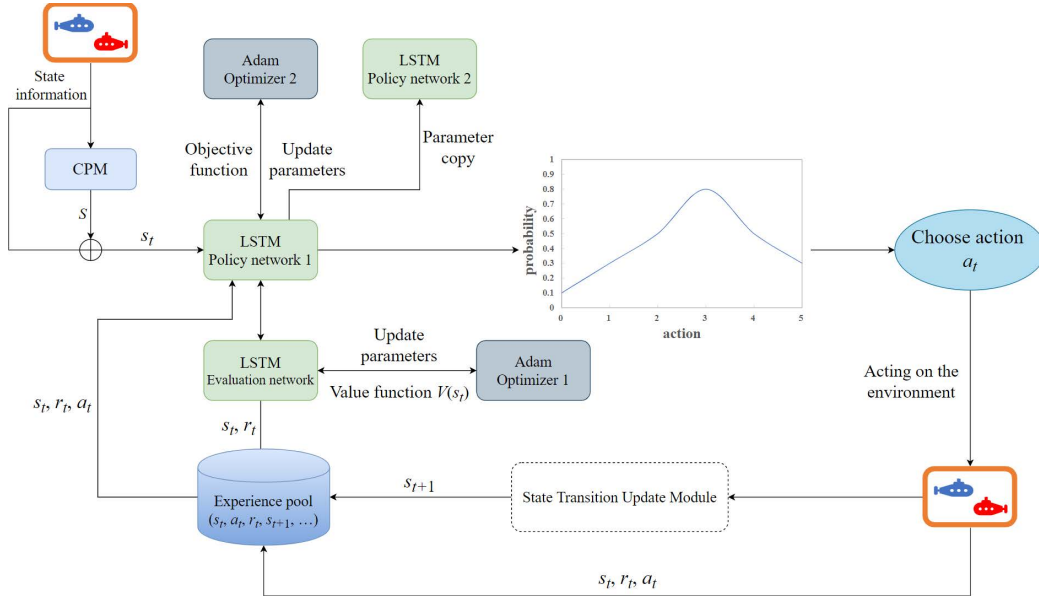 State
information
CPM
S
s_t
Adam
Optimizer 2
LSTM
Policy network 2
Objective
function
Update
parameters
Parameter
copy
LSTM
Policy network 1
probability
1
0.9
0.8
0.7
0.6
0.5
0.4
0.3
0.2
0.1
0
0 1 2 3 4 5
action
Choose action
a_t
LSTM
Evaluation network
Update
parameters
Value function V(s_t)
Adam
Optimizer 1
Acting on the
environment
s_t, r_t, a_t
s_t, r_t
Experience pool
(s_t, a_t, r_t, s_{t+1}, …)
s_{t+1}
State Transition Update Module
s_t, r_t, a_t